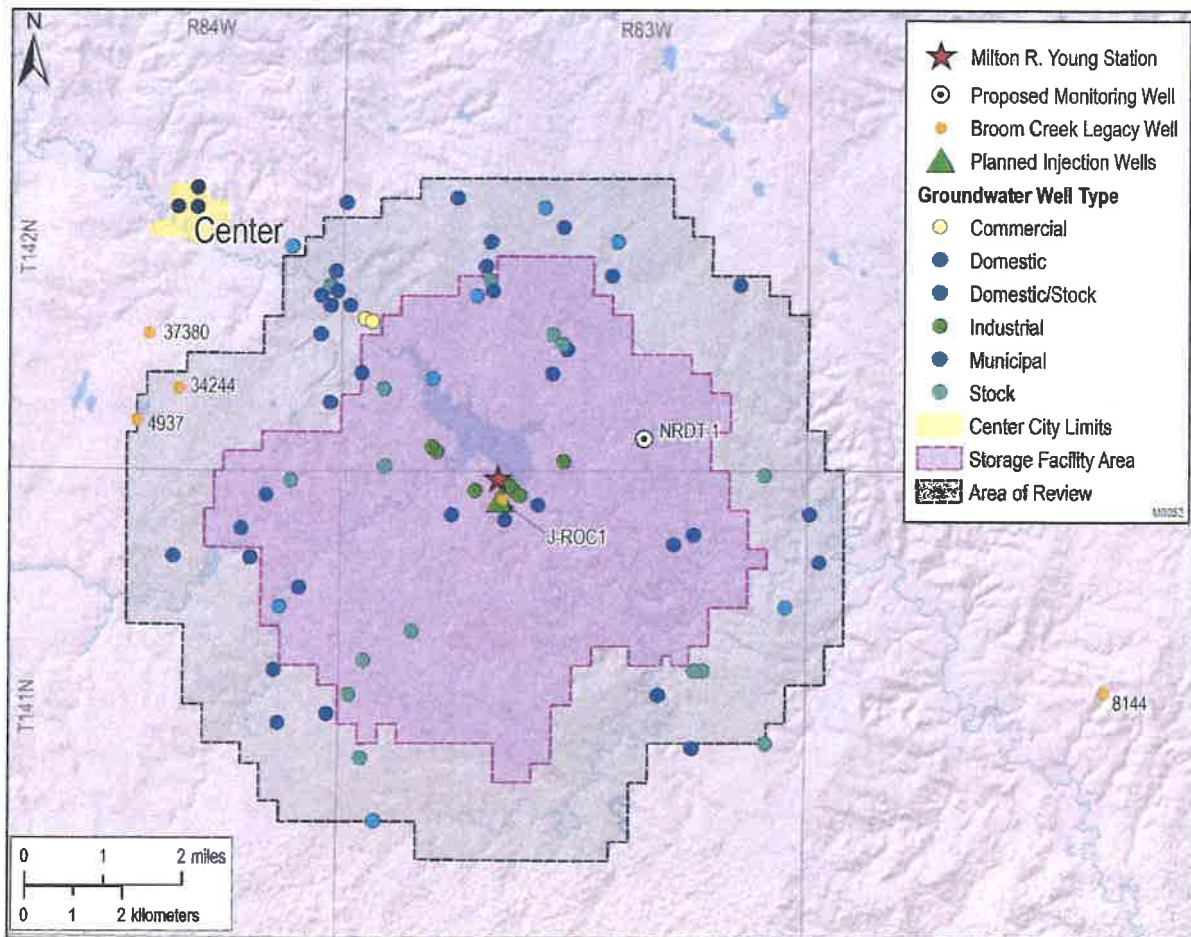 N
R84W
R83W
T142N
T141N
Center
37380
34244
4937
NRDT-1
J-ROC1
8144
Milton R. Young Station
Proposed Monitoring Well
Broom Creek Legacy Well
Planned Injection Wells
Groundwater Well Type
Commercial
Domestic
Domestic/Stock
Industrial
Municipal
Stock
Center City Limits
Storage Facility Area
Area of Review
0 1 2 miles
0 1 2 kilometers